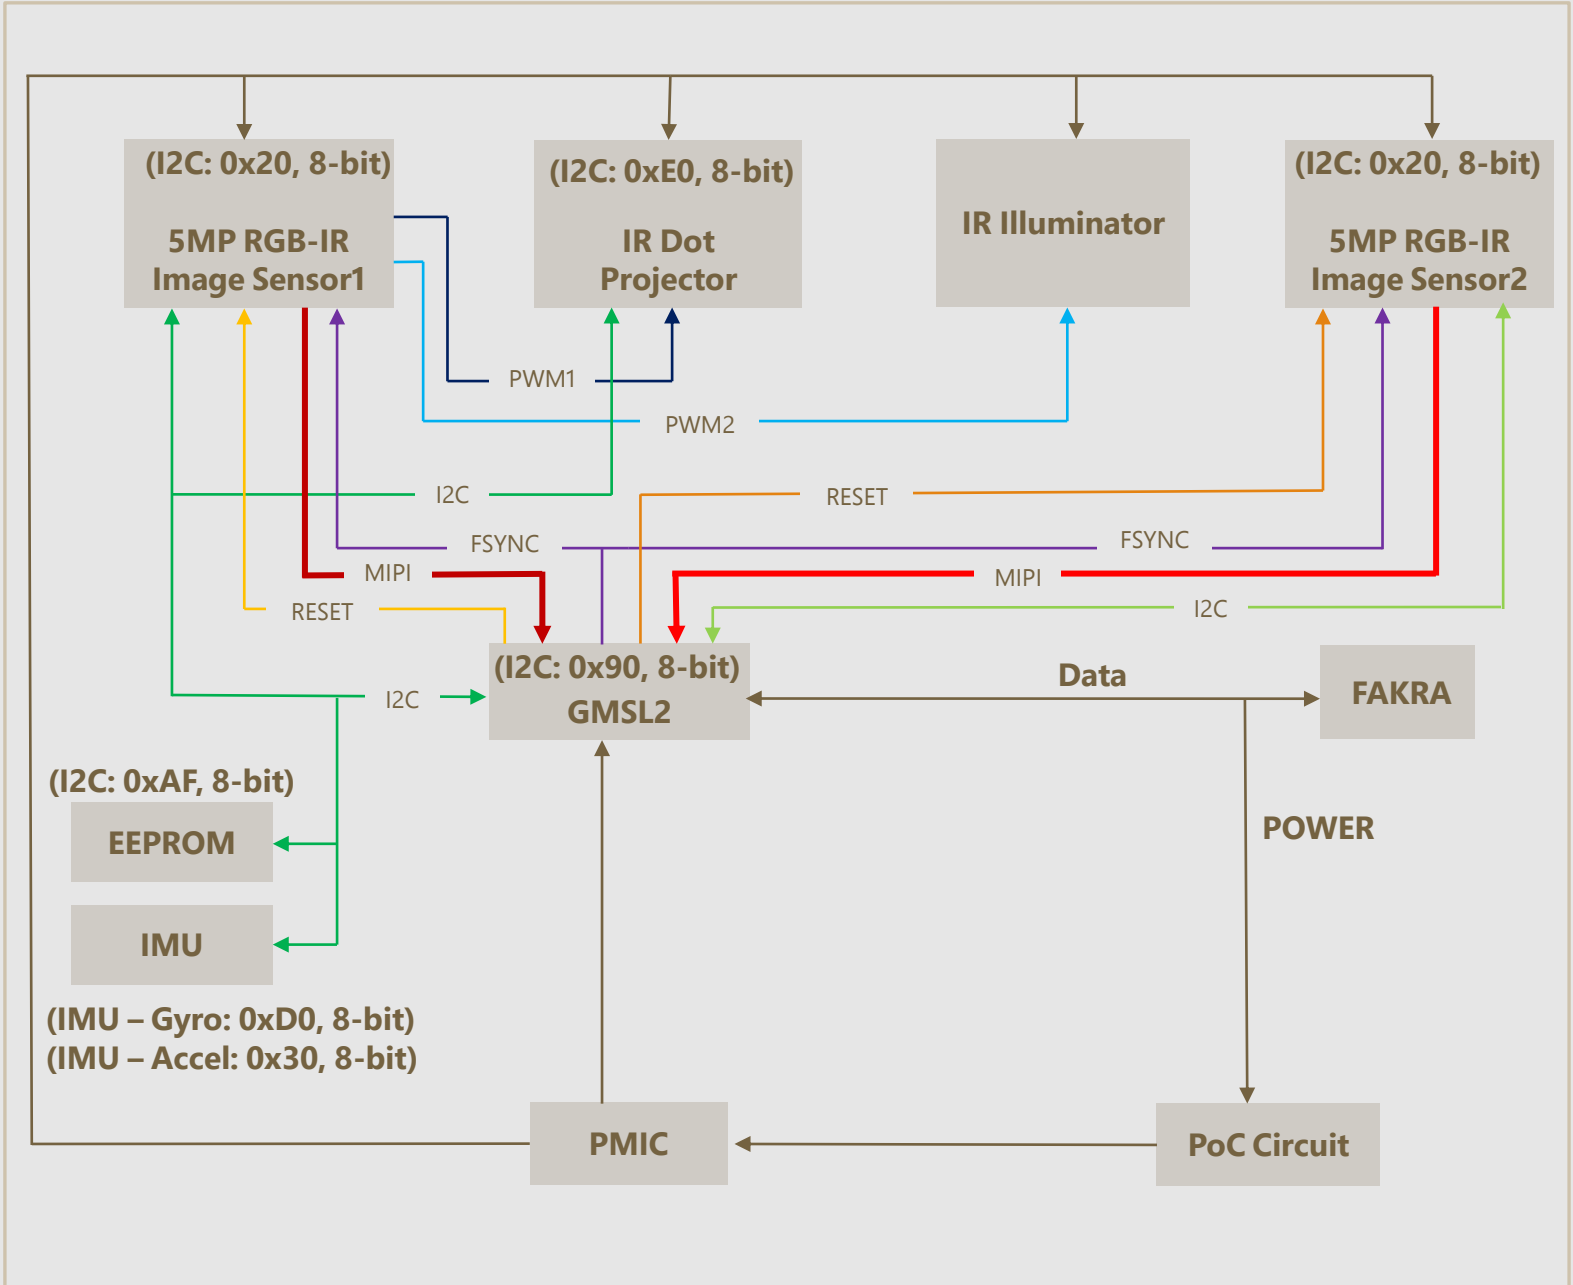 (I2C: 0x20, 8-bit)
5MP RGB-IR
Image Sensor1
(I2C: 0xE0, 8-bit)
IR Dot
Projector
IR Illuminator
(I2C: 0x20, 8-bit)
5MP RGB-IR
Image Sensor2
PWM1
PWM2
I2C
RESET
FSYNC
FSYNC
MIPI
MIPI
RESET
I2C
(I2C: 0x90, 8-bit)
GMSL2
I2C
Data
FAKRA
(I2C: 0xAF, 8-bit)
EEPROM
POWER
IMU
(IMU – Gyro: 0xD0, 8-bit)
(IMU – Accel: 0x30, 8-bit)
PMIC
PoC Circuit